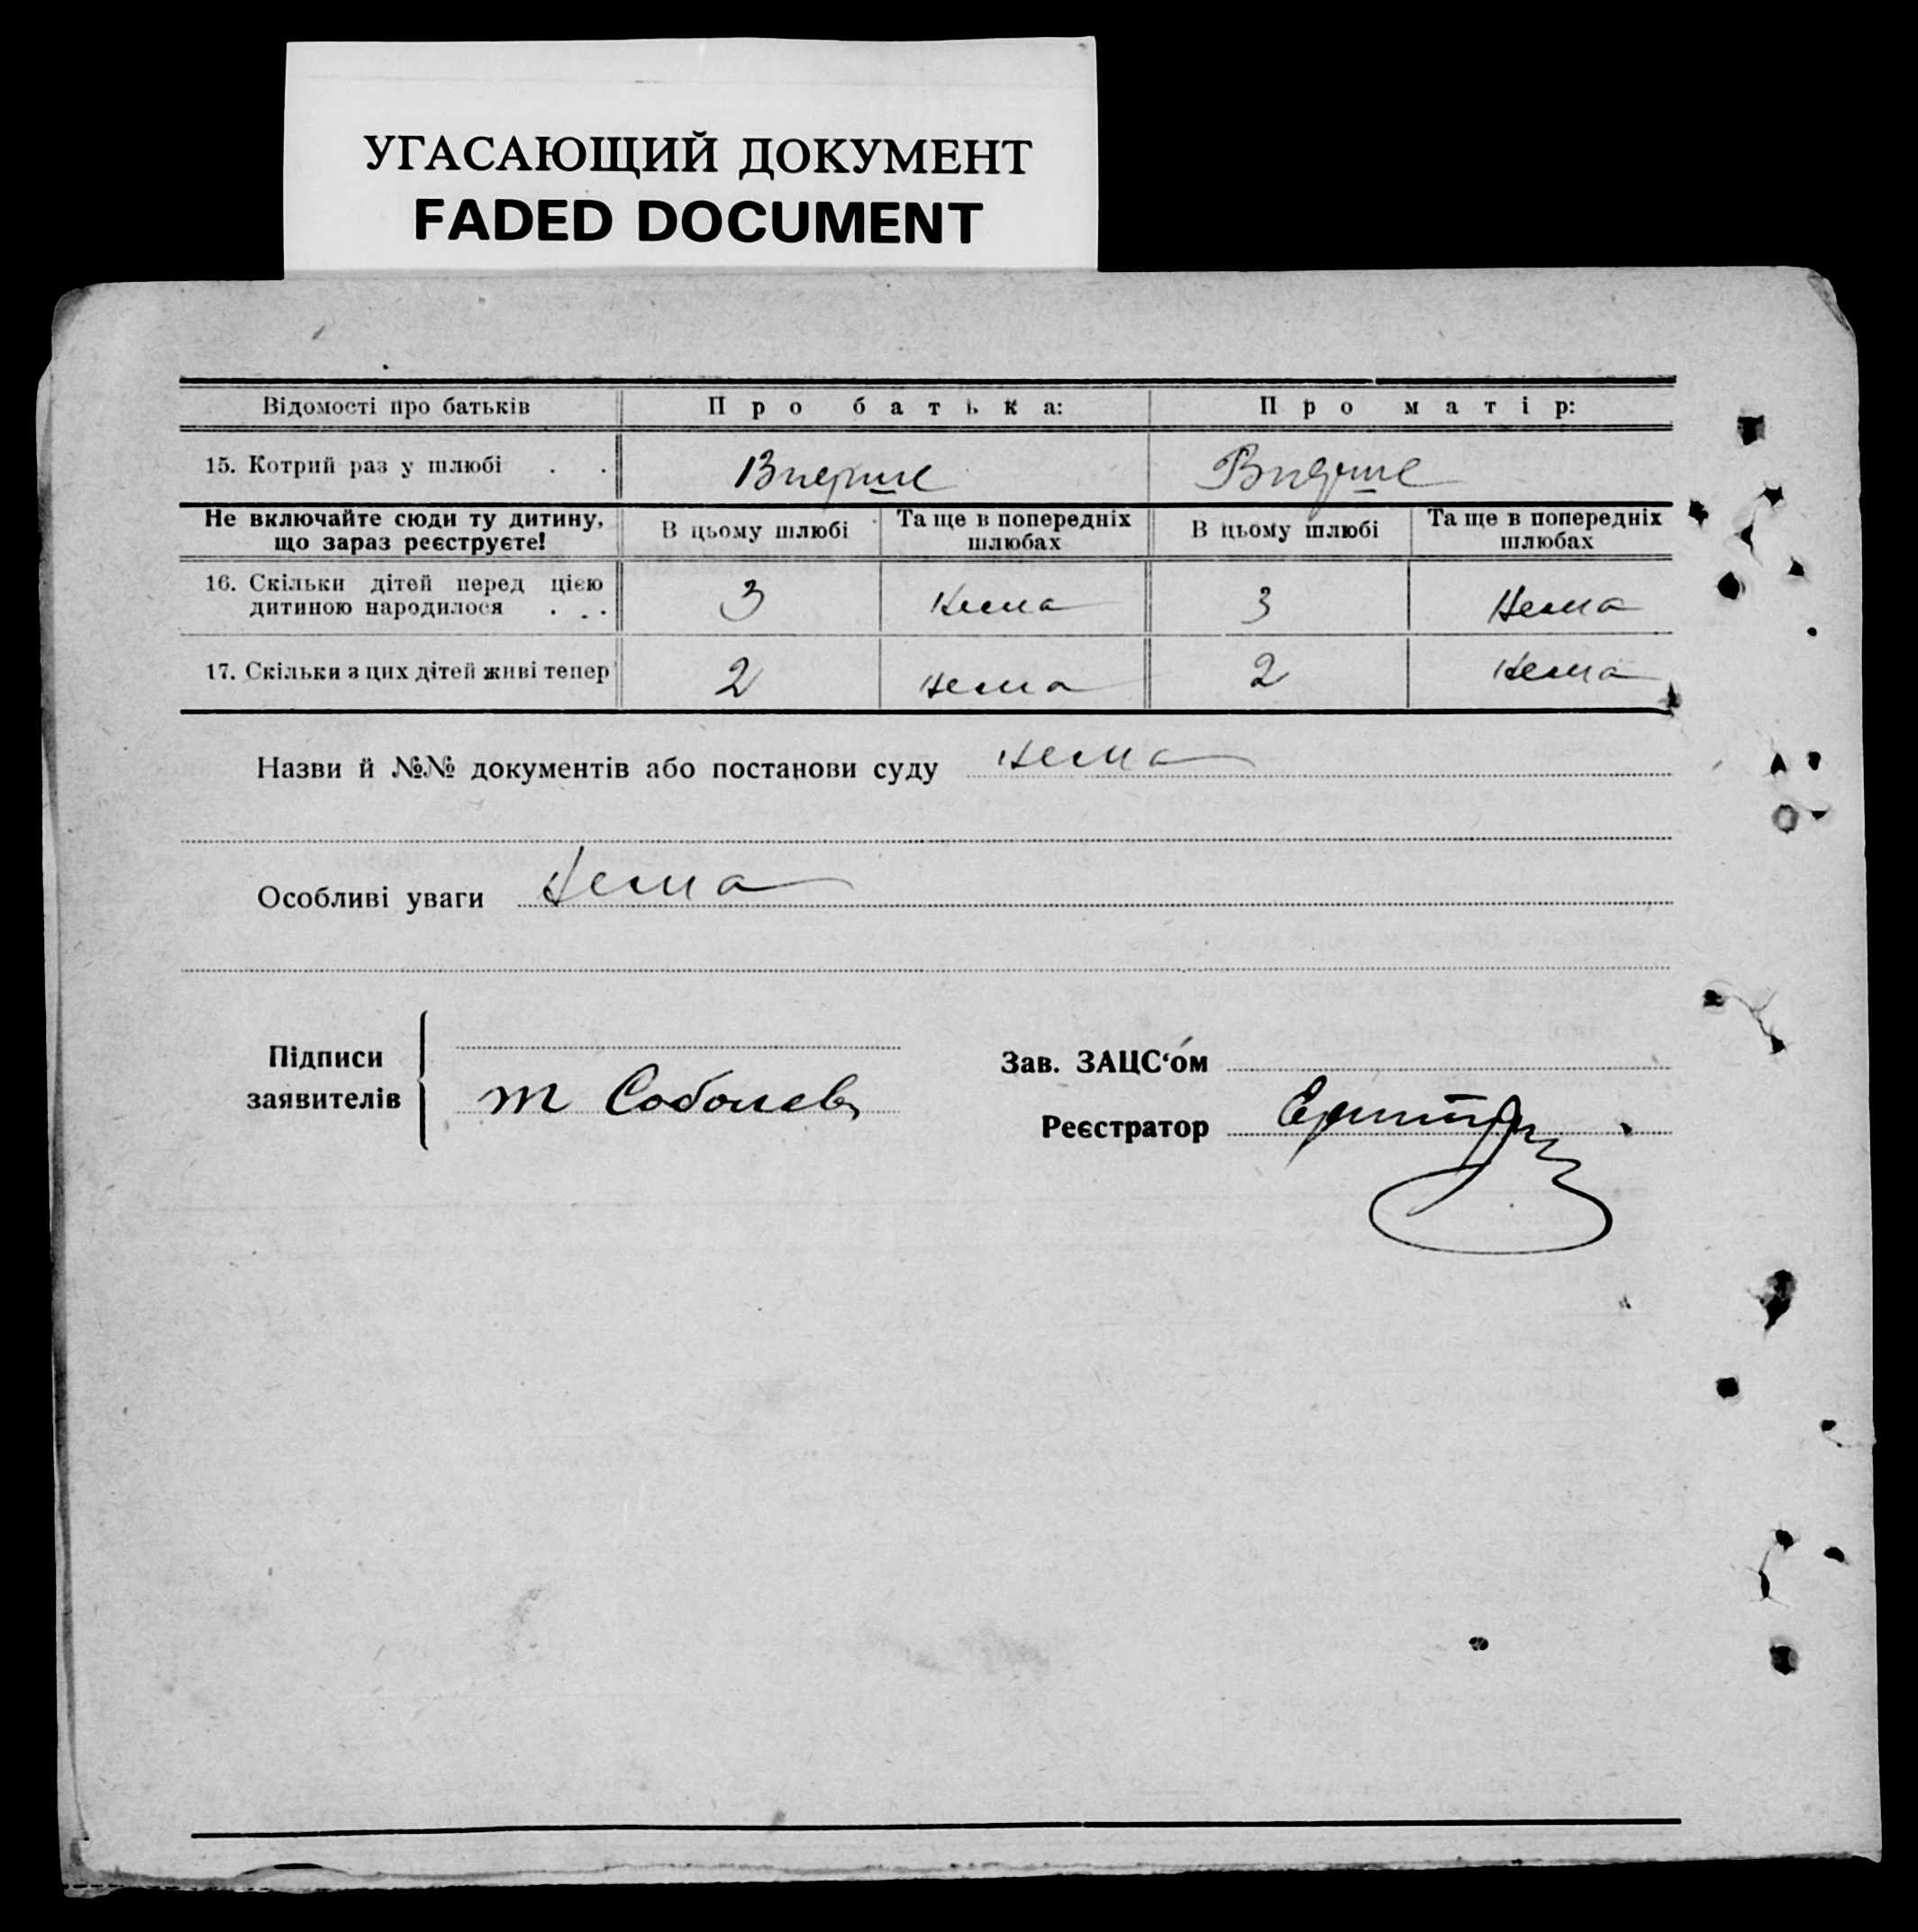 УГАСАЮЩИЙ ДОКУМЕНТ
FADED DOCUMENT
Відомості про батьків Про батька: Про матір:
15. Котрий раз у шлюбі . . Вперше Вперше
Не включайте сюди ту дитину, що зараз реєструєте! В цьому шлюбі Та ще в попередніх шлюбах В цьому шлюбі Та ще в попередніх шлюбах
16. Скільки дітей перед цією дитиною народилося . . . 3 Нема 3 Нема
17. Скільки з цих дітей живі тепер 2 нема 2 Нема
Назви й №№ документів або постанови суду нема
Особливі уваги Нема
Підписи заявителів
т Соболев
Зав. ЗАЦС‘ом
Реєстратор